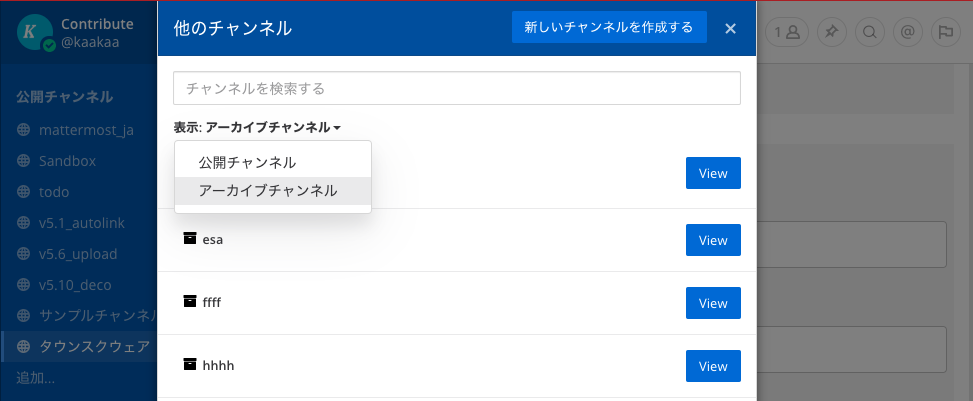 Contribute
@kaakaa
公開チャンネル
mattermost_ja
Sandbox
todo
v5.1_autolink
v5.6_upload
v5.10_deco
サンプルチャンネル
タウンスクウェア
追加...
他のチャンネル
新しいチャンネルを作成する
×
チャンネルを検索する
表示: アーカイブチャンネル
公開チャンネル
アーカイブチャンネル
View
esa
View
ffff
View
hhhh
View
1
@